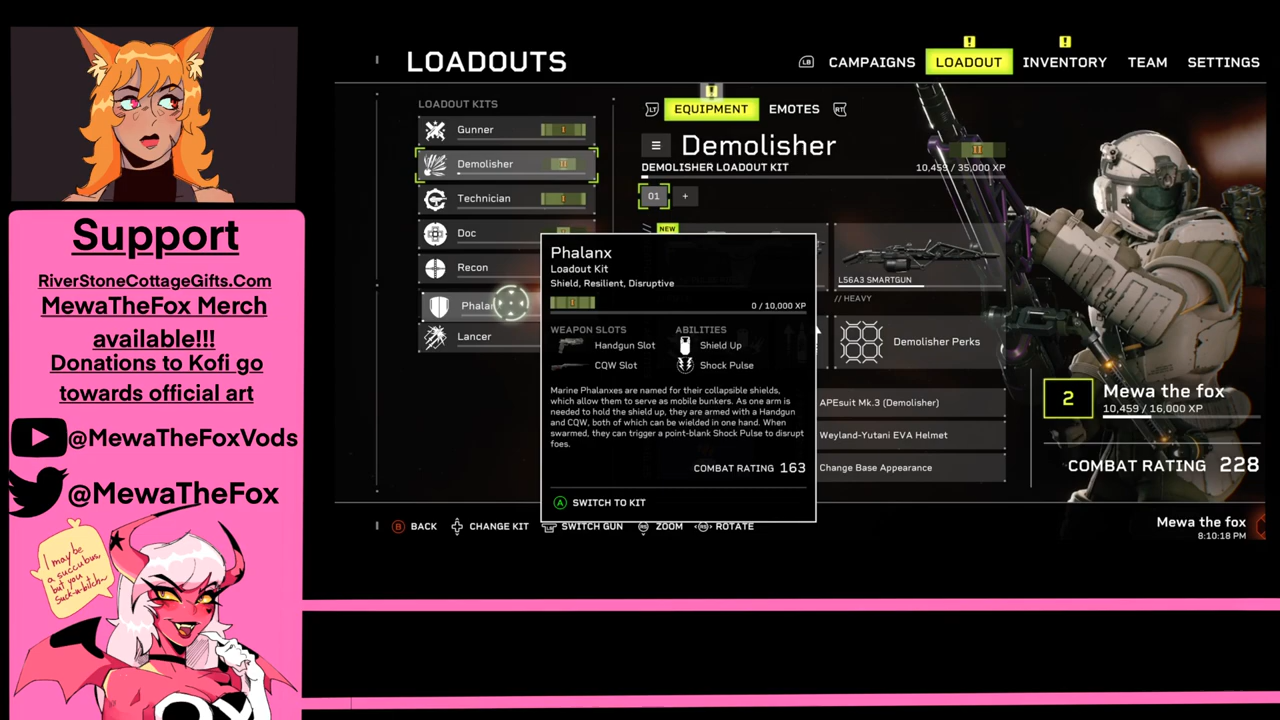 LOADOUTS
LB CAMPAIGNS LOADOUT INVENTORY TEAM SETTINGS
LOADOUT KITS
Gunner I
Demolisher II
Technician I
Doc
Recon
Lancer
LT EQUIPMENT EMOTES RT
Demolisher
DEMOLISHER LOADOUT KIT
10,459 / 35,000 XP
II
01 +
NEW
L56A3 SMARTGUN
// HEAVY
Demolisher Perks
APEsuit Mk.3 (Demolisher)
Weyland-Yutani EVA Helmet
Change Base Appearance
Phalanx
Loadout Kit
Shield, Resilient, Disruptive
I
0 / 10,000 XP
WEAPON SLOTS ABILITIES
Handgun Slot Shield Up
CQW Slot Shock Pulse
Marine Phalanxes are named for their collapsible shields,
which allow them to serve as mobile bunkers. As one arm is
needed to hold the shield up, they are armed with a Handgun
and CQW, both of which can be wielded in one hand. When
swarmed, they can trigger a point-blank Shock Pulse to disrupt
foes.
COMBAT RATING 163
A SWITCH TO KIT
B BACK CHANGE KIT SWITCH GUN ZOOM ROTATE
2
Mewa the fox
10,459 / 16,000 XP
COMBAT RATING 228
Mewa the fox
8:10:18 PM
Support
RiverStoneCottageGifts.Com
MewaTheFox Merch
available!!!
Donations to Kofi go
towards official art
@MewaTheFoxVods
@MewaTheFox
I may be
a succubus,
but you
suck-a-bitch~